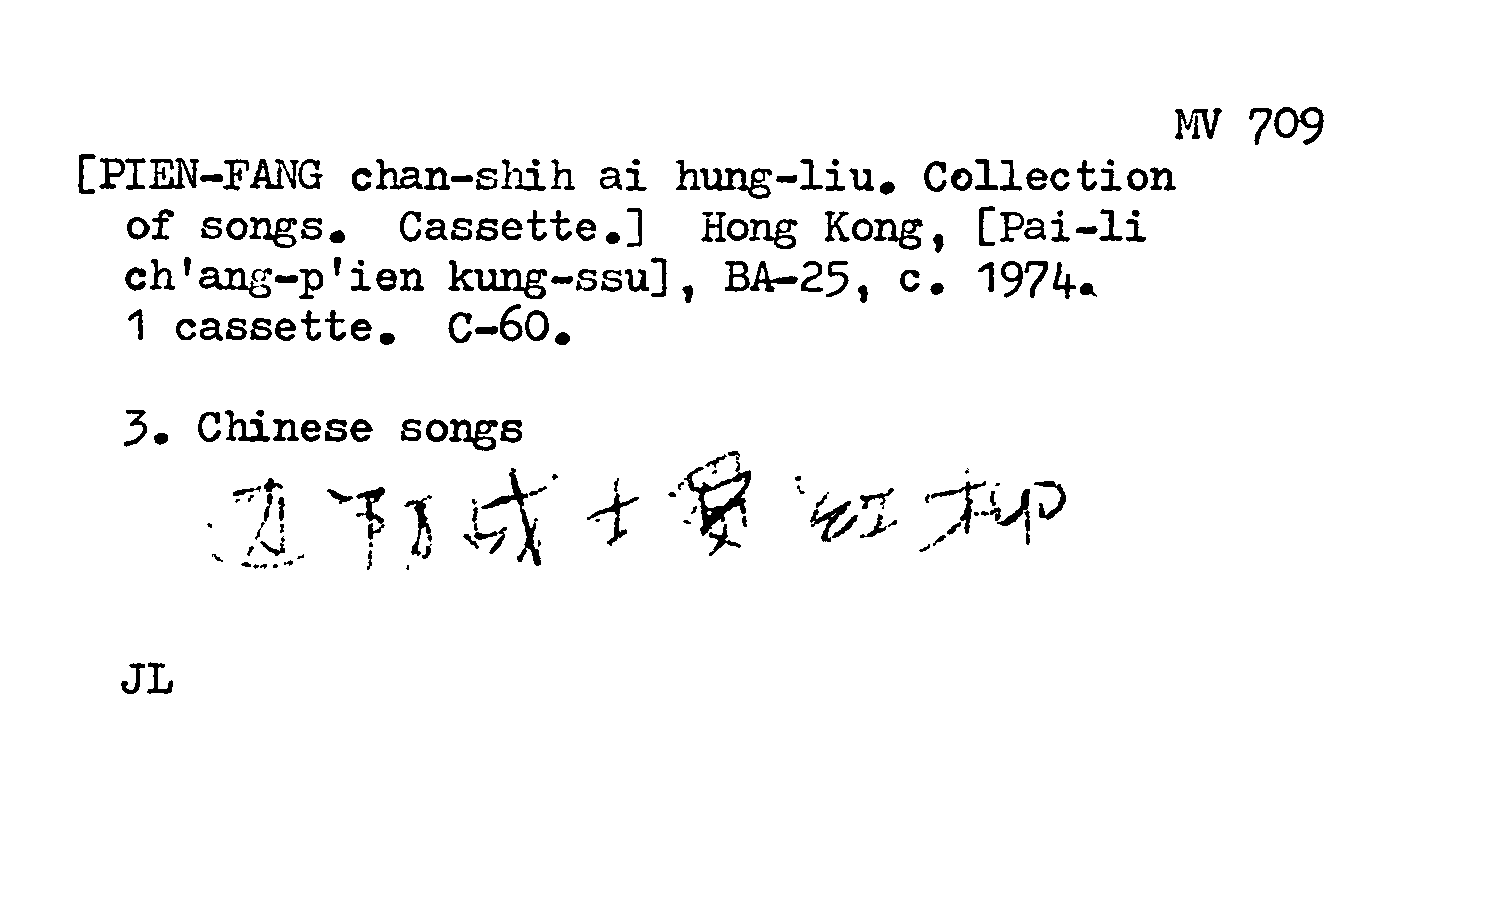 MV 709
[PIEN-FANG chan-shih ai hung-liu. Collection
of songs. Cassette.] Hong Kong, [Pai-li
ch'ang-p'ien kung-ssu], BA-25, c. 1974.
1 cassette. C-60.
3. Chinese songs
边防战士爱红柳
JL